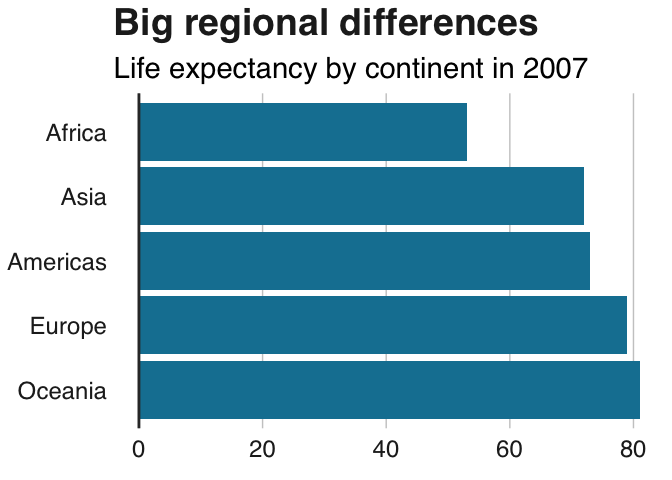 Big regional differences
Life expectancy by continent in 2007
Africa
Asia
Americas
Europe
Oceania
0 20 40 60 80